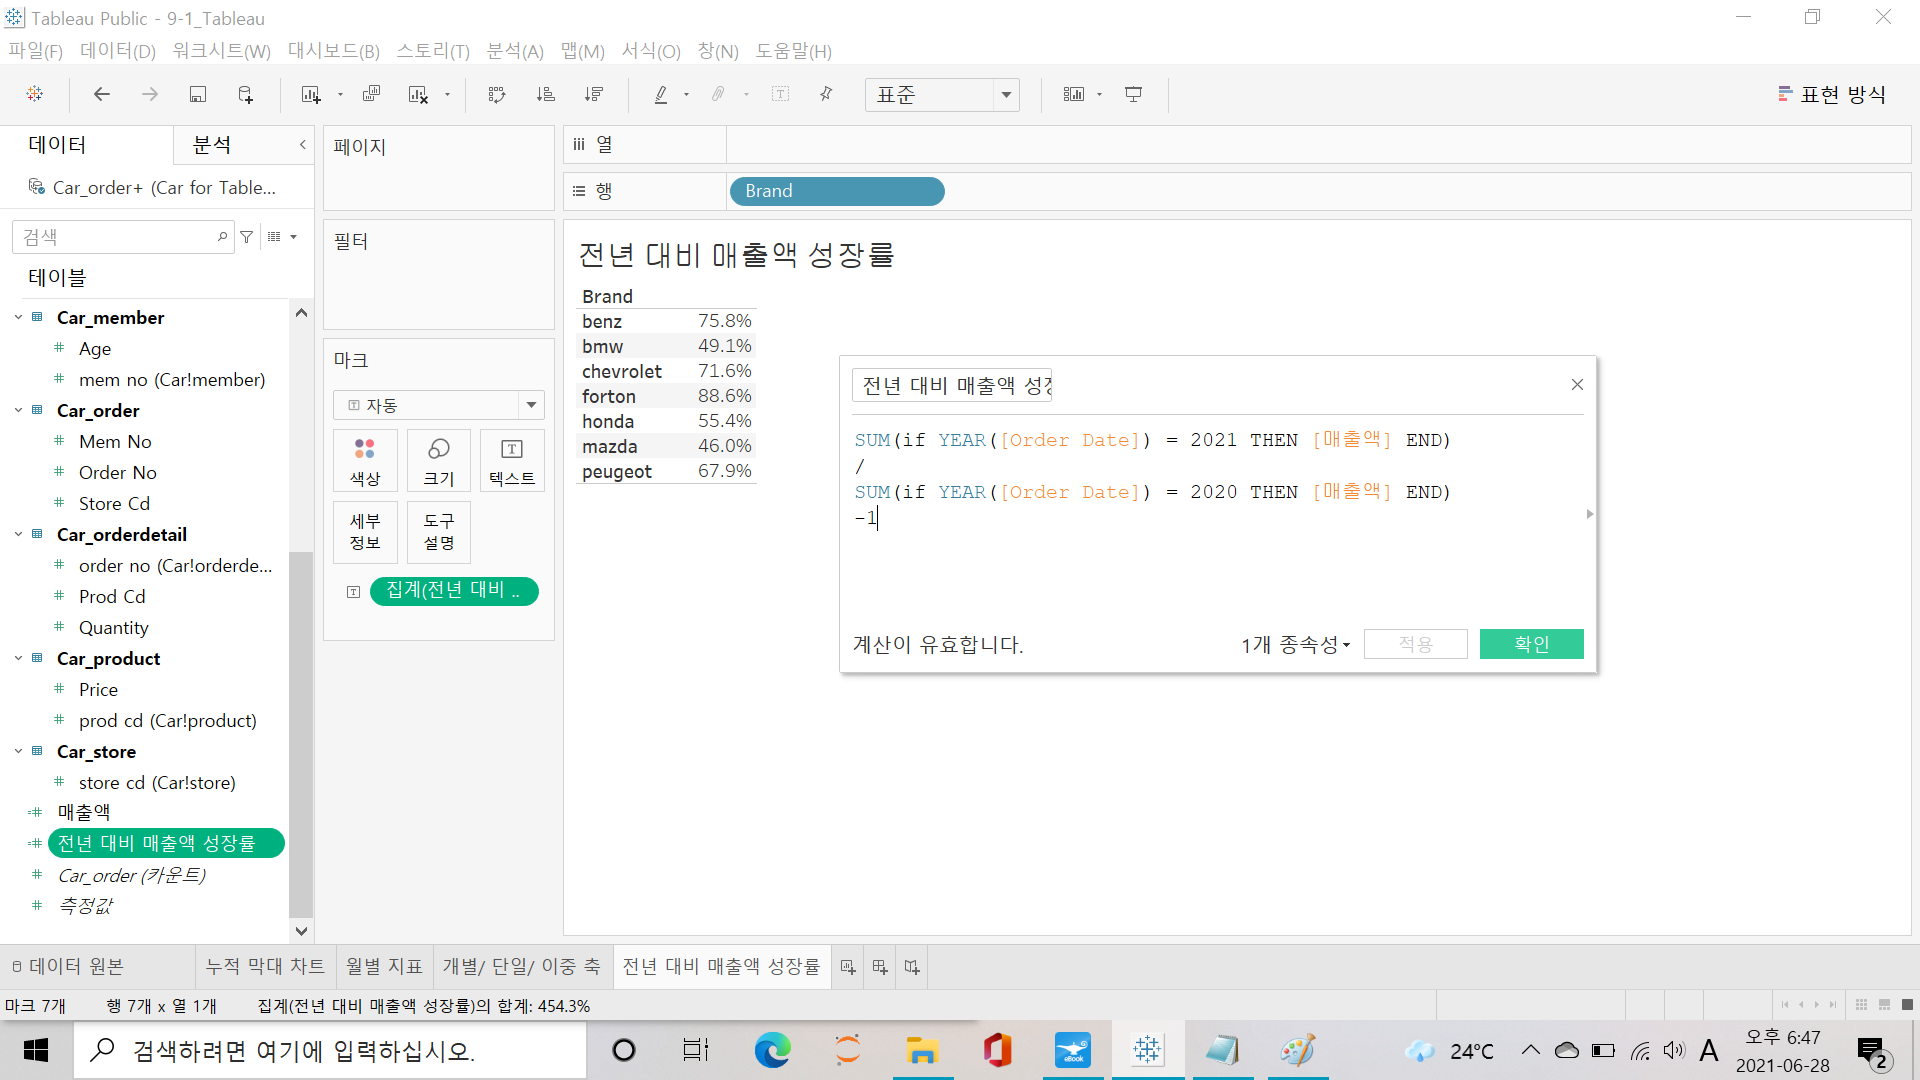 Tableau Public - 9-1_Tableau
파일(F) 데이터(D) 워크시트(W) 대시보드(B) 스토리(T) 분석(A) 맵(M) 서식(O) 창(N) 도움말(H)
표준
표현 방식
데이터
분석
Car_order+ (Car for Table...
검색
테이블
Car_member
Age
mem no (Car!member)
Car_order
Mem No
Order No
Store Cd
Car_orderdetail
order no (Car!orderde...
Prod Cd
Quantity
Car_product
Price
prod cd (Car!product)
Car_store
store cd (Car!store)
매출액
전년 대비 매출액 성장률
Car_order (카운트)
측정값
페이지
필터
마크
자동
색상
크기
텍스트
세부 정보
도구 설명
집계(전년 대비 ..
열
행
Brand
전년 대비 매출액 성장률
Brand
benz 75.8%
bmw 49.1%
chevrolet 71.6%
forton 88.6%
honda 55.4%
mazda 46.0%
peugeot 67.9%
전년 대비 매출액 성장
SUM(if YEAR([Order Date]) = 2021 THEN [매출액] END)
/
SUM(if YEAR([Order Date]) = 2020 THEN [매출액] END)
-1
계산이 유효합니다.
1개 종속성
적용
확인
데이터 원본
누적 막대 차트
월별 지표
개별/ 단일/ 이중 축
전년 대비 매출액 성장률
마크 7개
행 7개 x 열 1개
집계(전년 대비 매출액 성장률)의 합계: 454.3%
검색하려면 여기에 입력하십시오.
eBook
24°C
A
오후 6:47
2021-06-28
2